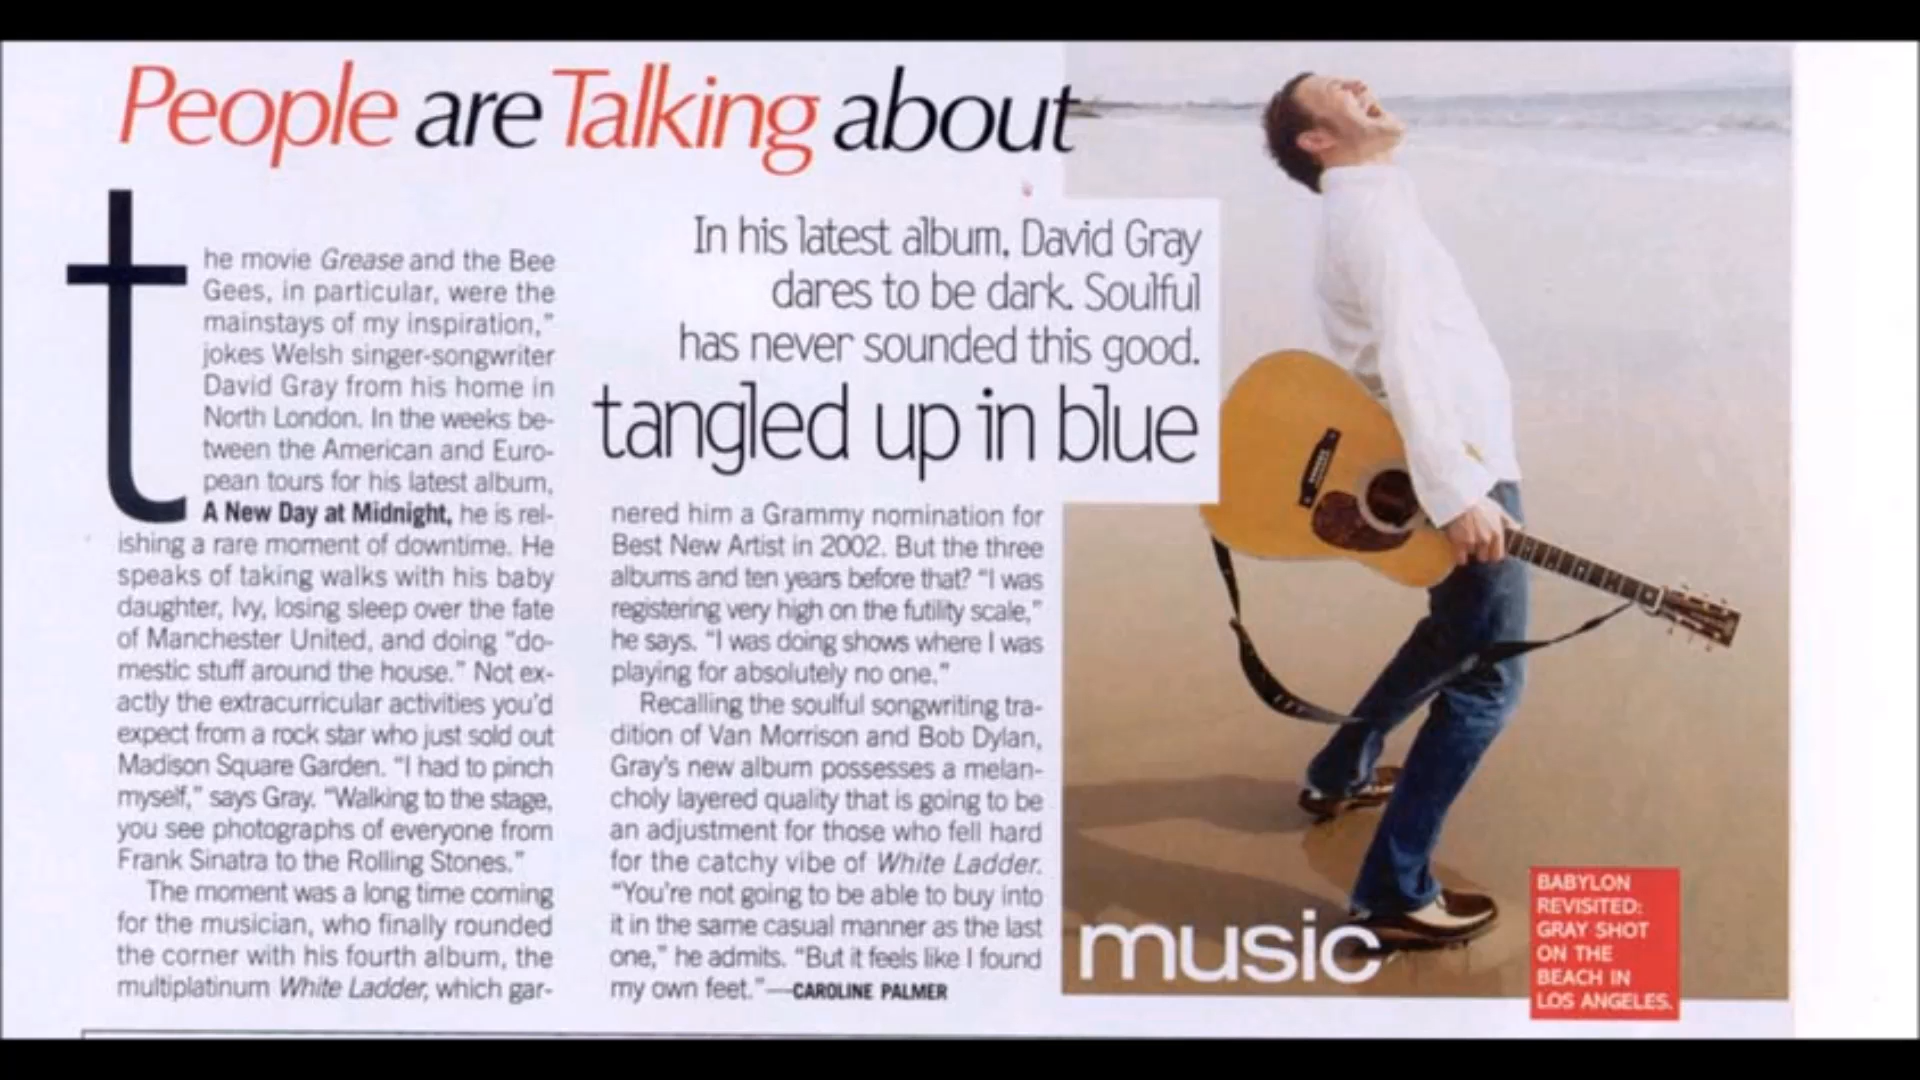 People are Talking about
In his latest album, David Gray
dares to be dark. Soulful
has never sounded this good.
tangled up in blue
the movie Grease and the Bee
Gees, in particular, were the
mainstays of my inspiration,"
jokes Welsh singer-songwriter
David Gray from his home in
North London. In the weeks be-
tween the American and Euro-
pean tours for his latest album,
A New Day at Midnight, he is rel-
ishing a rare moment of downtime. He
speaks of taking walks with his baby
daughter, Ivy, losing sleep over the fate
of Manchester United, and doing "do-
mestic stuff around the house." Not ex-
actly the extracurricular activities you'd
expect from a rock star who just sold out
Madison Square Garden. "I had to pinch
myself," says Gray. "Walking to the stage,
you see photographs of everyone from
Frank Sinatra to the Rolling Stones."
The moment was a long time coming
for the musician, who finally rounded
the corner with his fourth album, the
multiplatinum White Ladder, which gar-
nered him a Grammy nomination for
Best New Artist in 2002. But the three
albums and ten years before that? "I was
registering very high on the futility scale,"
he says. "I was doing shows where I was
playing for absolutely no one."
Recalling the soulful songwriting tra-
dition of Van Morrison and Bob Dylan,
Gray's new album possesses a melan-
choly layered quality that is going to be
an adjustment for those who fell hard
for the catchy vibe of White Ladder.
"You're not going to be able to buy into
it in the same casual manner as the last
one," he admits. "But it feels like I found
my own feet."—CAROLINE PALMER
music
BABYLON
REVISITED:
GRAY SHOT
ON THE
BEACH IN
LOS ANGELES.